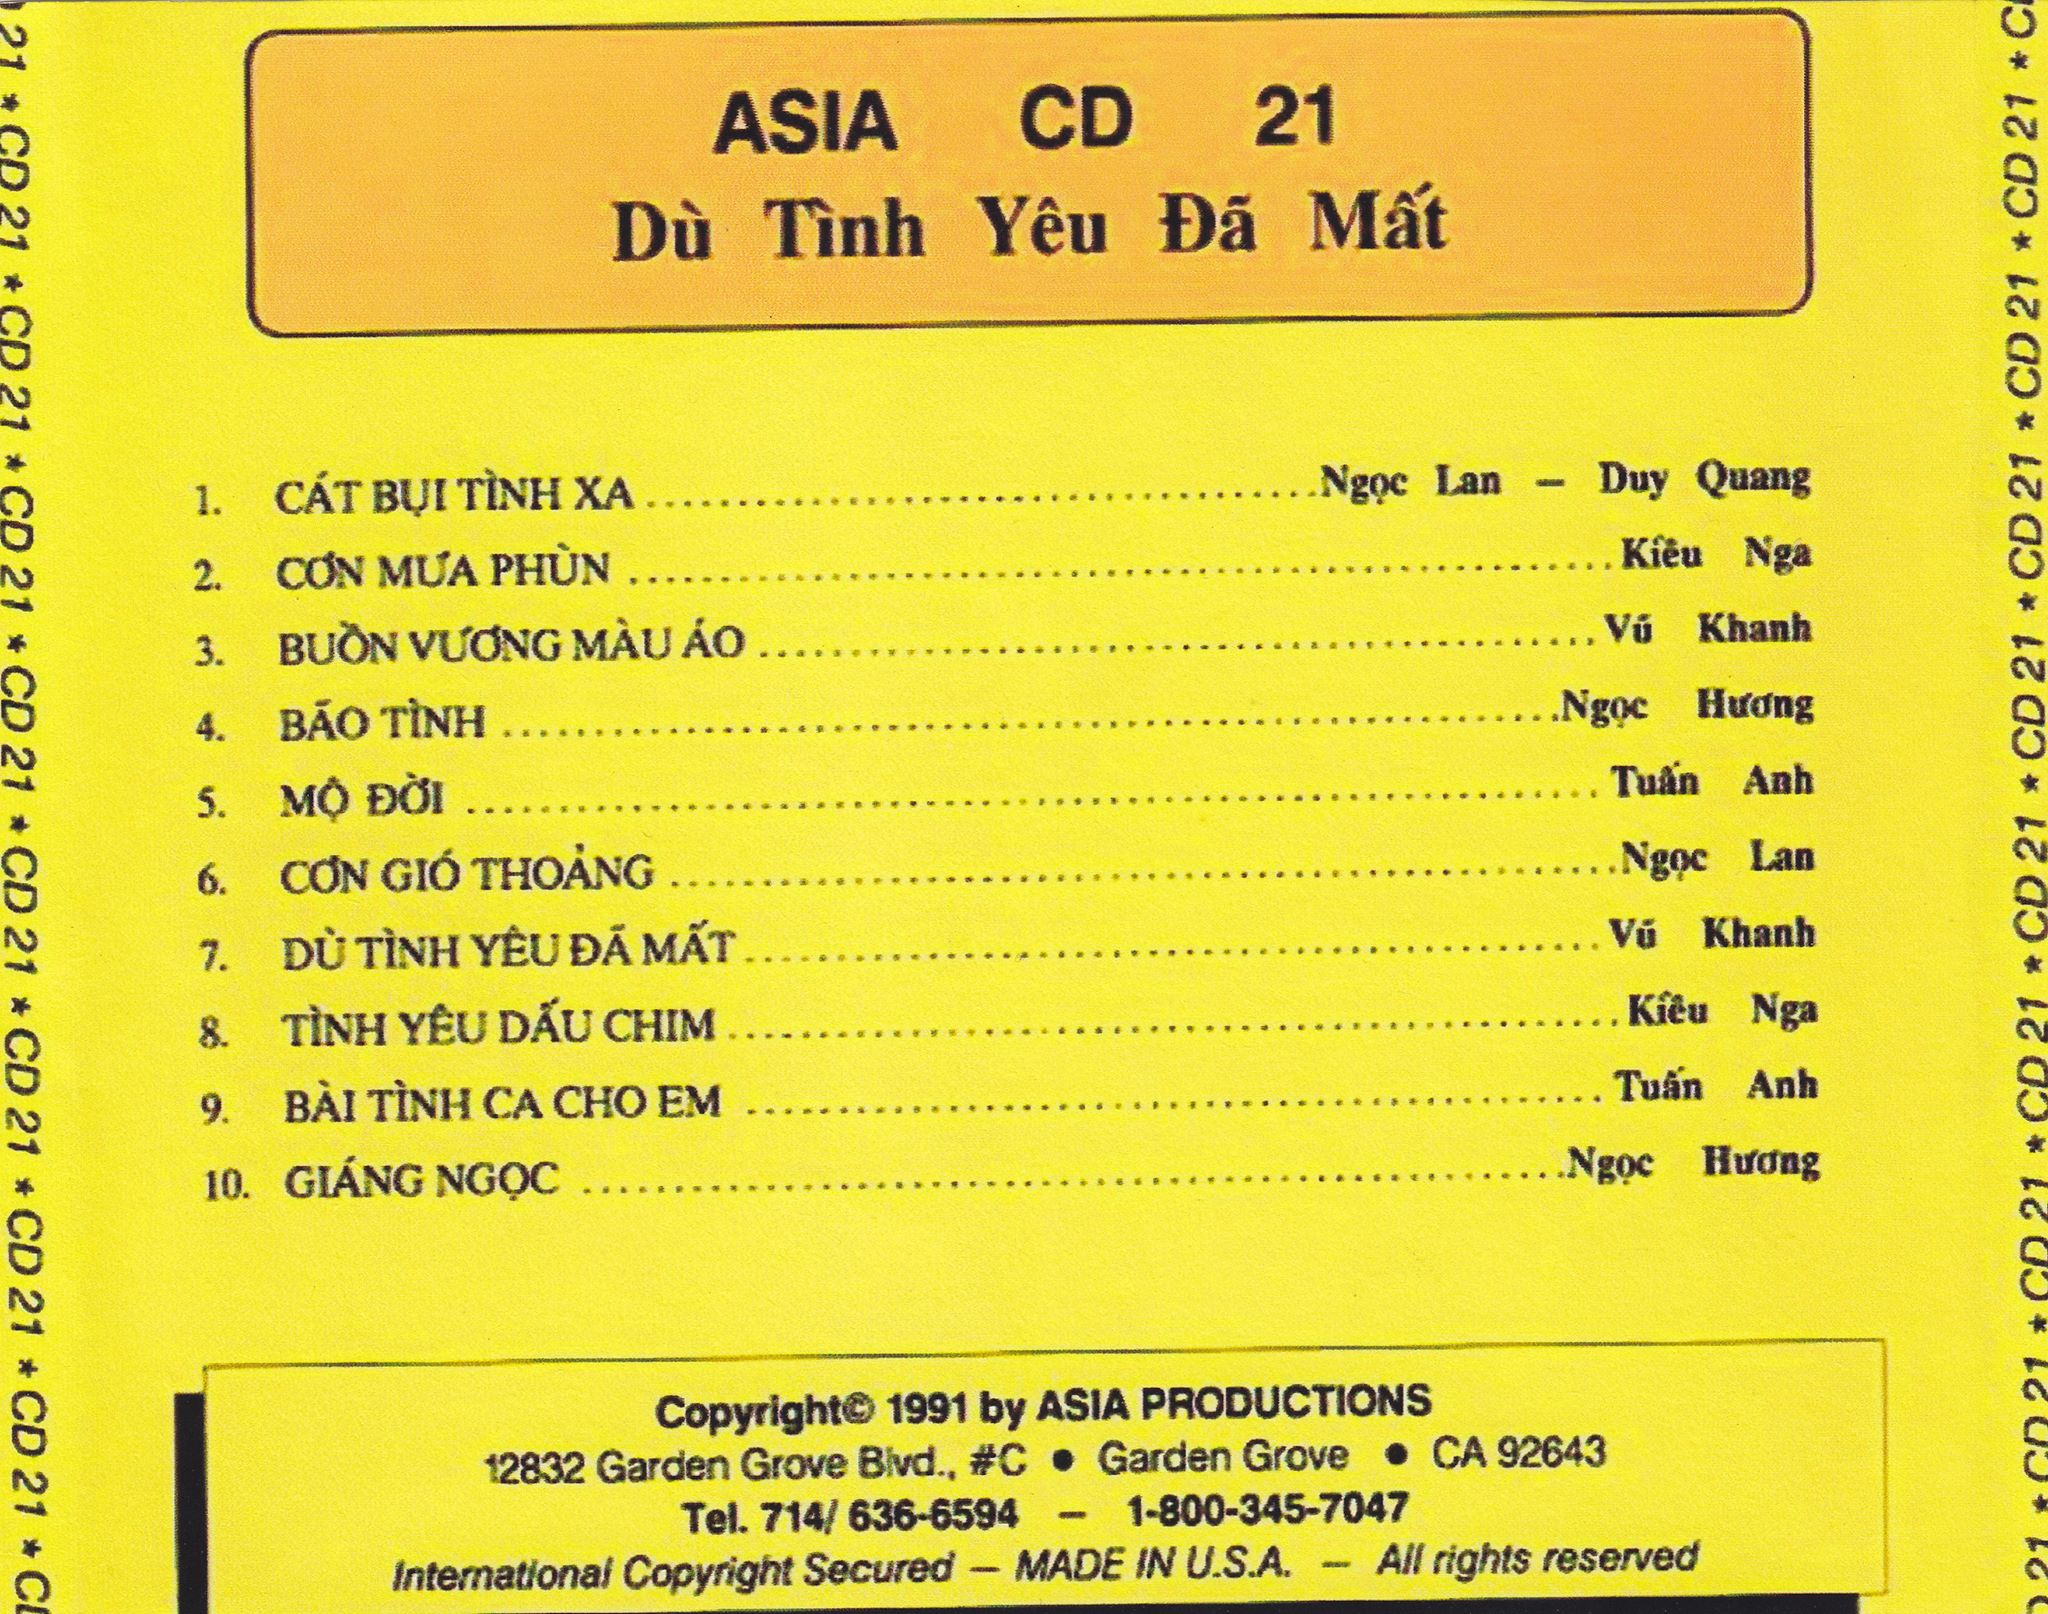 ASIA CD 21
Dù Tình Yêu Đã Mất
1. CÁT BỤI TÌNH XA ........ Ngọc Lan – Duy Quang
2. CƠN MƯA PHÙN ........ Kiều Nga
3. BUỒN VƯƠNG MÀU ÁO ........ Vũ Khanh
4. BÃO TÌNH ........ Ngọc Hương
5. MỘ ĐỜI ........ Tuấn Anh
6. CƠN GIÓ THOẢNG ........ Ngọc Lan
7. DÙ TÌNH YÊU ĐÃ MẤT ........ Vũ Khanh
8. TÌNH YÊU DẤU CHIM ........ Kiều Nga
9. BÀI TÌNH CA CHO EM ........ Tuấn Anh
10. GIÁNG NGỌC ........ Ngọc Hương
Copyright© 1991 by ASIA PRODUCTIONS
12832 Garden Grove Blvd., #C ● Garden Grove ● CA 92643
Tel. 714/ 636-6594 – 1-800-345-7047
International Copyright Secured – MADE IN U.S.A. – All rights reserved
21 * CD 21 * CD 21 * CD 21 * CD 21 * CD 21 * CD 21 * CD 21 * CD 21 * CD
CD 21 * CD 21 * CD 21 * CD 21 * CD 21 * CD 21 * CD 21 * CD 21 * CD